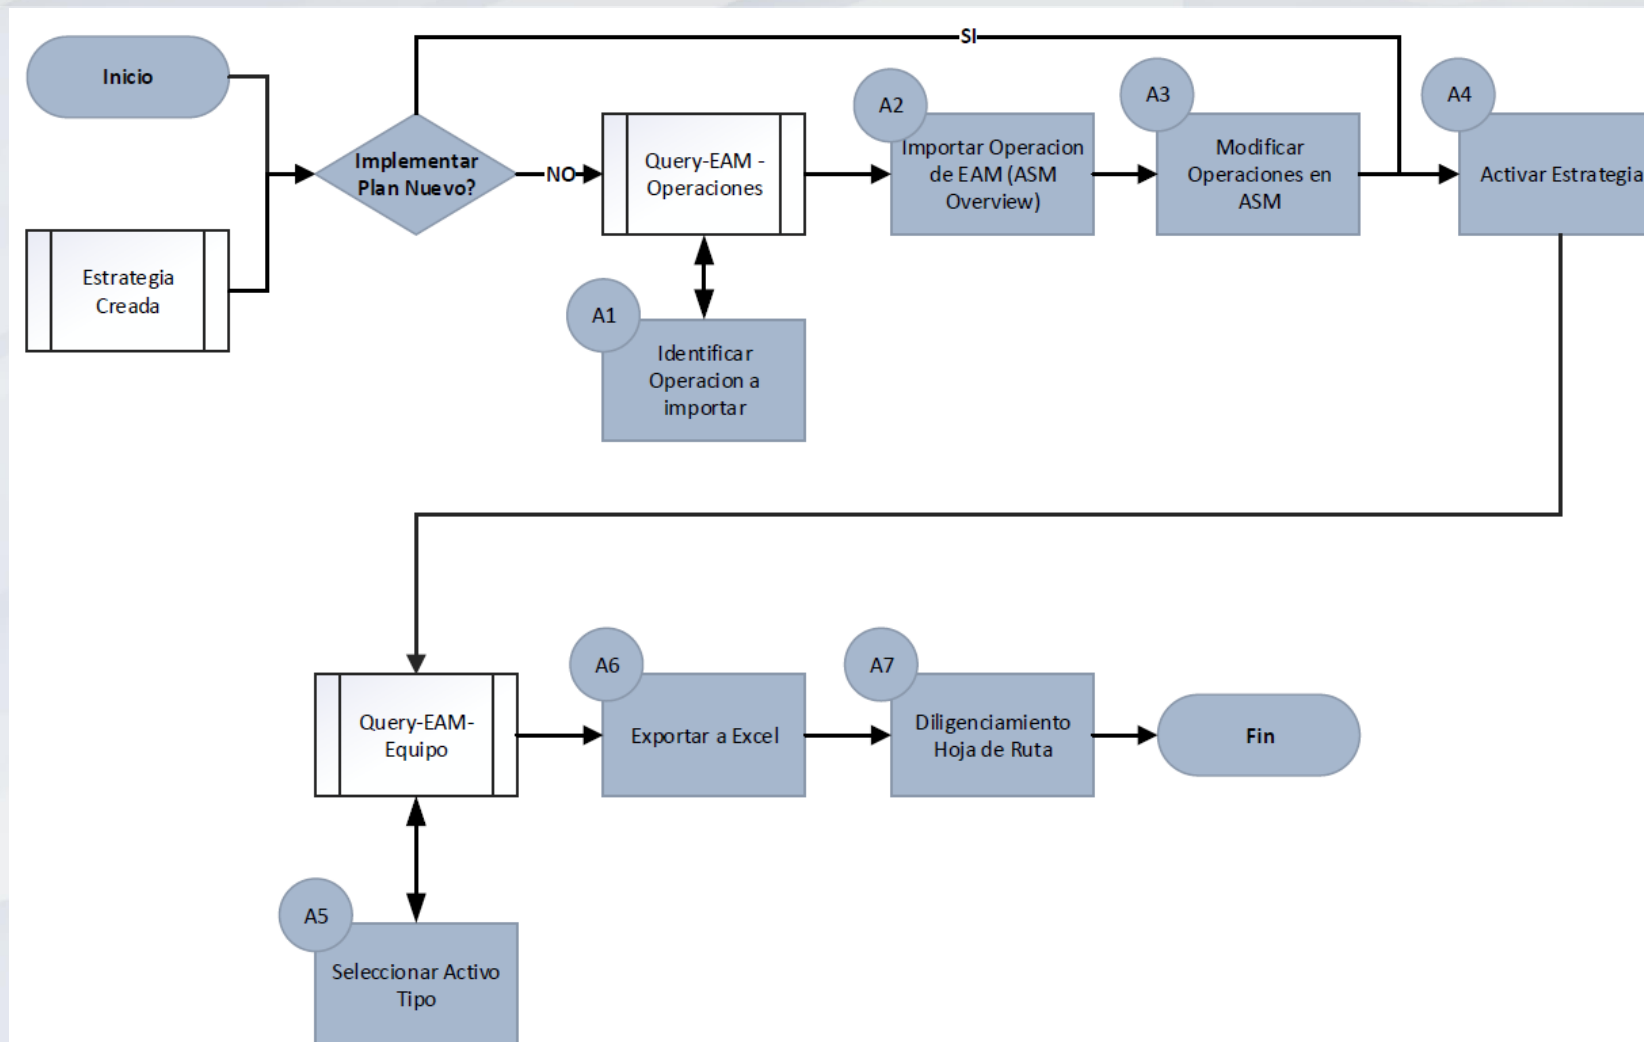 SI
Inicio
Implementar
Plan Nuevo?
NO
Query-EAM -
Operaciones
A2
Importar Operacion
de EAM (ASM
Overview)
A3
Modificar
Operaciones en
ASM
A4
Activar Estrategia
Estrategia
Creada
A1
Identificar
Operacion a
importar
Query-EAM-
Equipo
A6
Exportar a Excel
A7
Diligenciamiento
Hoja de Ruta
Fin
A5
Seleccionar Activo
Tipo